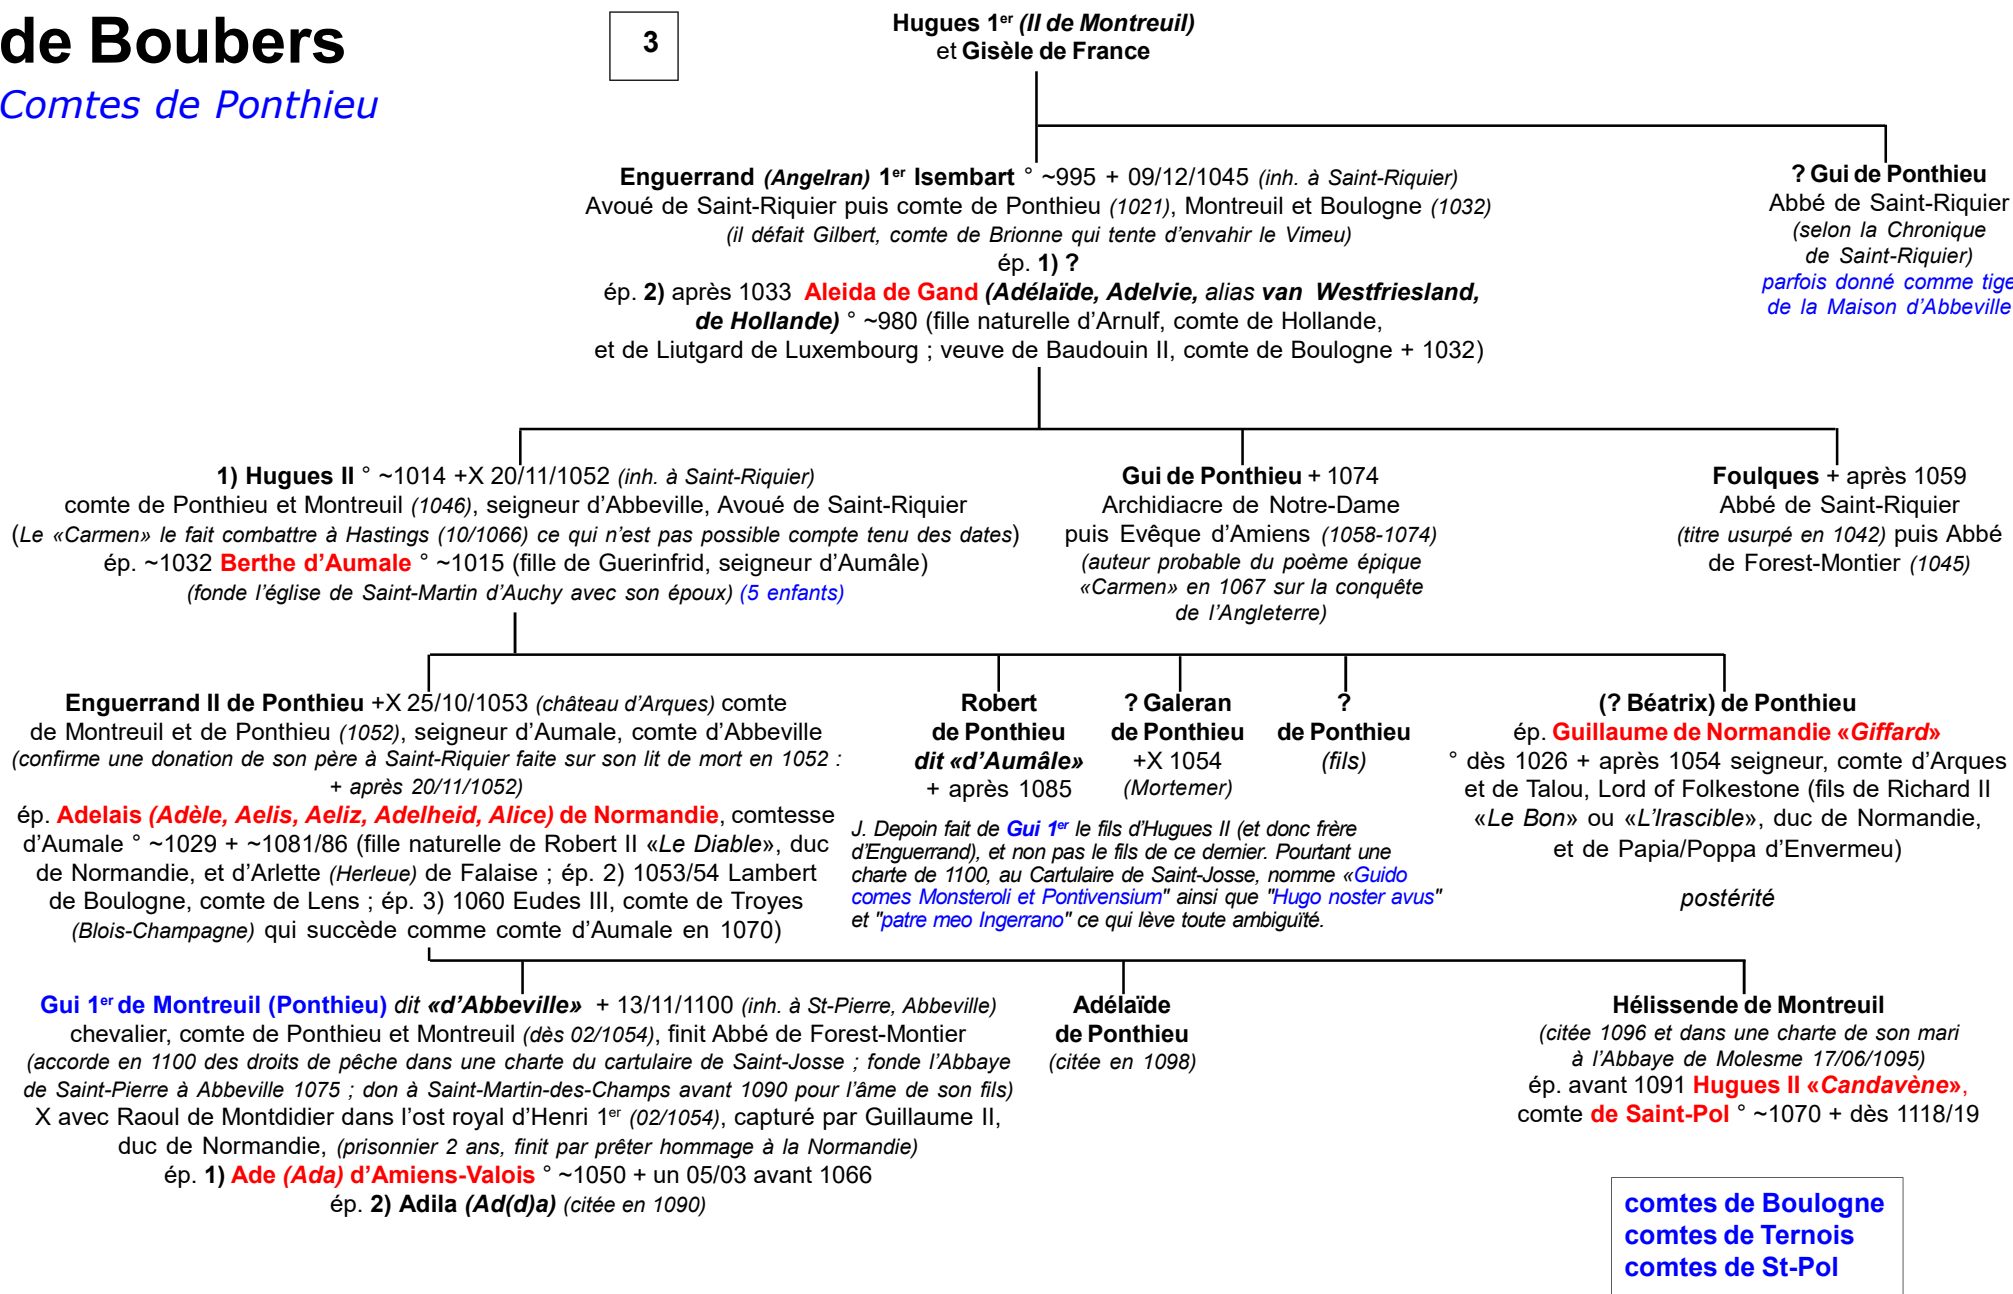 de Boubers
Comtes de Ponthieu
3
Hugues 1er (II de Montreuil)
et Gisèle de France
Enguerrand (Angelran) 1er Isembart ° ~995 + 09/12/1045 (inh. à Saint-Riquier)
Avoué de Saint-Riquier puis comte de Ponthieu (1021), Montreuil et Boulogne (1032)
(il défait Gilbert, comte de Brionne qui tente d'envahir le Vimeu)
ép. 1) ?
ép. 2) après 1033 Aleida de Gand (Adélaïde, Adelvie, alias van Westfriesland,
de Hollande) ° ~980 (fille naturelle d'Arnulf, comte de Hollande,
et de Liutgard de Luxembourg ; veuve de Baudouin II, comte de Boulogne + 1032)
? Gui de Ponthieu
Abbé de Saint-Riquier
(selon la Chronique
de Saint-Riquier)
parfois donné comme tige
de la Maison d'Abbeville
1) Hugues II ° ~1014 +X 20/11/1052 (inh. à Saint-Riquier)
comte de Ponthieu et Montreuil (1046), seigneur d'Abbeville, Avoué de Saint-Riquier
(Le «Carmen» le fait combattre à Hastings (10/1066) ce qui n'est pas possible compte tenu des dates)
ép. ~1032 Berthe d'Aumale ° ~1015 (fille de Guerinfrid, seigneur d'Aumâle)
(fonde l'église de Saint-Martin d'Auchy avec son époux) (5 enfants)
Gui de Ponthieu + 1074
Archidiacre de Notre-Dame
puis Evêque d'Amiens (1058-1074)
(auteur probable du poème épique
«Carmen» en 1067 sur la conquête
de l'Angleterre)
Foulques + après 1059
Abbé de Saint-Riquier
(titre usurpé en 1042) puis Abbé
de Forest-Montier (1045)
Enguerrand II de Ponthieu +X 25/10/1053 (château d'Arques) comte
de Montreuil et de Ponthieu (1052), seigneur d'Aumale, comte d'Abbeville
(confirme une donation de son père à Saint-Riquier faite sur son lit de mort en 1052 :
+ après 20/11/1052)
ép. Adelais (Adèle, Aelis, Aeliz, Adelheid, Alice) de Normandie, comtesse
d'Aumale ° ~1029 + ~1081/86 (fille naturelle de Robert II «Le Diable», duc
de Normandie, et d'Arlette (Herleue) de Falaise ; ép. 2) 1053/54 Lambert
de Boulogne, comte de Lens ; ép. 3) 1060 Eudes III, comte de Troyes
(Blois-Champagne) qui succède comme comte d'Aumale en 1070)
Robert
de Ponthieu
dit «d'Aumâle»
+ après 1085
? Galeran
de Ponthieu
+X 1054
(Mortemer)
?
de Ponthieu
(fils)
(? Béatrix) de Ponthieu
ép. Guillaume de Normandie «Giffard»
° dès 1026 + après 1054 seigneur, comte d'Arques
et de Talou, Lord of Folkestone (fils de Richard II
«Le Bon» ou «L'Irascible», duc de Normandie,
et de Papia/Poppa d'Envermeu)
postérité
J. Depoin fait de Gui 1er le fils d'Hugues II (et donc frère
d'Enguerrand), et non pas le fils de ce dernier. Pourtant une
charte de 1100, au Cartulaire de Saint-Josse, nomme «Guido
comes Monsteroli et Pontivensium" ainsi que "Hugo noster avus"
et "patre meo Ingerrano" ce qui lève toute ambiguïté.
Gui 1er de Montreuil (Ponthieu) dit «d'Abbeville» + 13/11/1100 (inh. à St-Pierre, Abbeville)
chevalier, comte de Ponthieu et Montreuil (dès 02/1054), finit Abbé de Forest-Montier
(accorde en 1100 des droits de pêche dans une charte du cartulaire de Saint-Josse ; fonde l'Abbaye
de Saint-Pierre à Abbeville 1075 ; don à Saint-Martin-des-Champs avant 1090 pour l'âme de son fils)
X avec Raoul de Montdidier dans l'ost royal d'Henri 1er (02/1054), capturé par Guillaume II,
duc de Normandie, (prisonnier 2 ans, finit par prêter hommage à la Normandie)
ép. 1) Ade (Ada) d'Amiens-Valois ° ~1050 + un 05/03 avant 1066
ép. 2) Adila (Ad(d)a) (citée en 1090)
Adélaïde
de Ponthieu
(citée en 1098)
Hélissende de Montreuil
(citée 1096 et dans une charte de son mari
à l'Abbaye de Molesme 17/06/1095)
ép. avant 1091 Hugues II «Candavène»,
comte de Saint-Pol ° ~1070 + dès 1118/19
comtes de Boulogne
comtes de Ternois
comtes de St-Pol